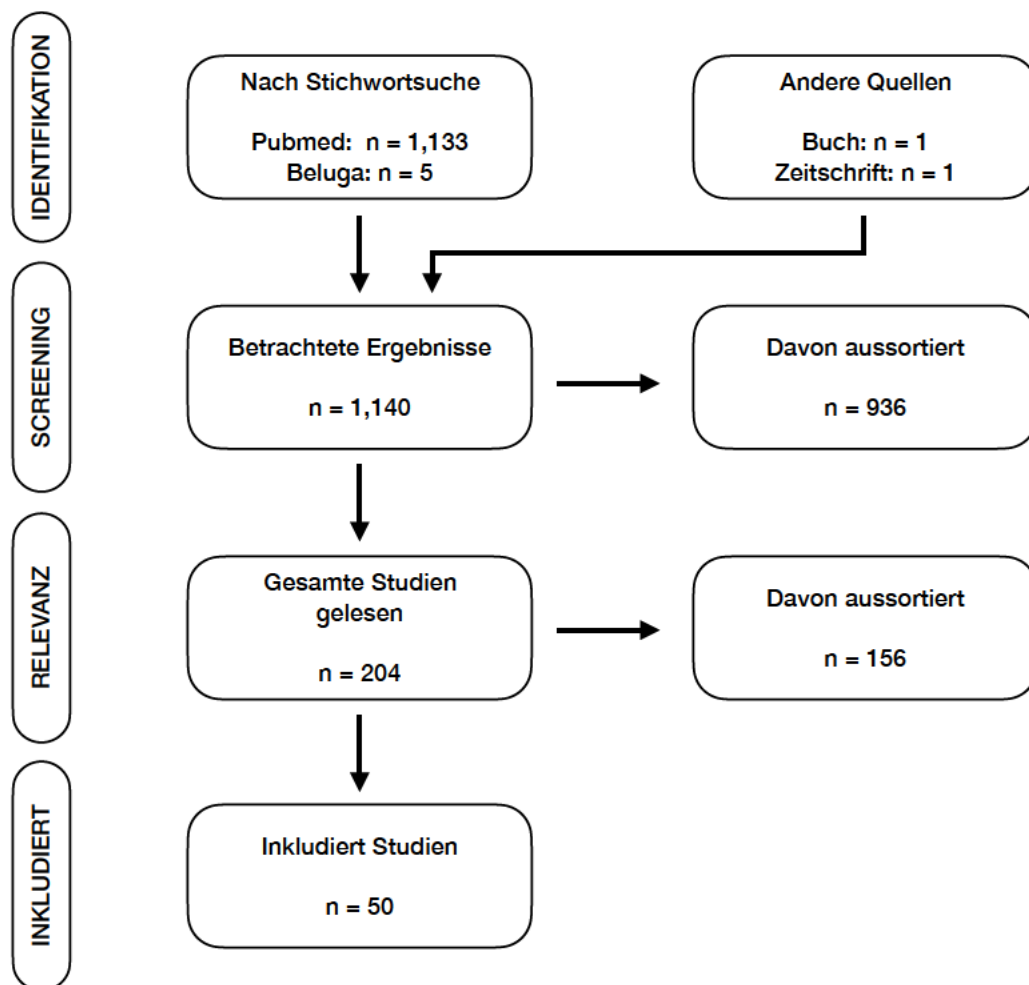 IDENTIFIKATION
Nach Stichwortsuche
Pubmed:  n = 1,133
Beluga: n = 5
Andere Quellen
Buch: n = 1
Zeitschrift: n = 1
SCREENING
Betrachtete Ergebnisse
n = 1,140
Davon aussortiert
n = 936
RELEVANZ
Gesamte Studien
gelesen
n = 204
Davon aussortiert
n = 156
INKLUDIERT
Inkludiert Studien
n = 50